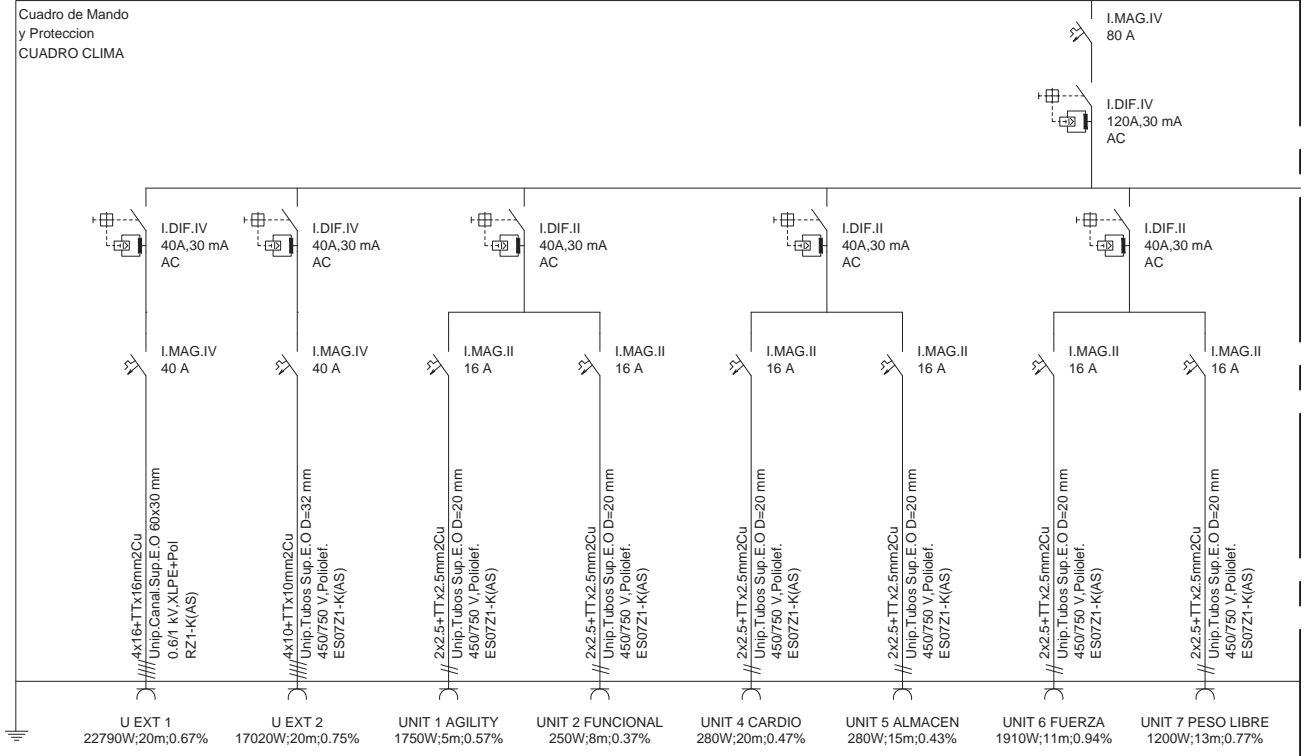 Cuadro de Mando
y Proteccion
CUADRO CLIMA
I.MAG.IV
80 A
I.DIF.IV
120A,30 mA
AC
I.DIF.IV
40A,30 mA
AC
I.DIF.IV
40A,30 mA
AC
I.DIF.II
40A,30 mA
AC
I.DIF.II
40A,30 mA
AC
I.DIF.II
40A,30 mA
AC
I.MAG.IV
40 A
I.MAG.IV
40 A
I.MAG.II
16 A
I.MAG.II
16 A
I.MAG.II
16 A
I.MAG.II
16 A
I.MAG.II
16 A
I.MAG.II
16 A
4x16+TTx16mm2Cu
Unip.Canal.Sup.E.O 60x30 mm
0.6/1 kV,XLPE+Pol
RZ1-K(AS)
4x10+TTx10mm2Cu
Unip.Tubos Sup.E.O D=32 mm
450/750 V,Poliolef.
ES07Z1-K(AS)
2x2.5+TTx2.5mm2Cu
Unip.Tubos Sup.E.O D=20 mm
450/750 V,Poliolef.
ES07Z1-K(AS)
2x2.5+TTx2.5mm2Cu
Unip.Tubos Sup.E.O D=20 mm
450/750 V,Poliolef.
ES07Z1-K(AS)
2x2.5+TTx2.5mm2Cu
Unip.Tubos Sup.E.O D=20 mm
450/750 V,Poliolef.
ES07Z1-K(AS)
2x2.5+TTx2.5mm2Cu
Unip.Tubos Sup.E.O D=20 mm
450/750 V,Poliolef.
ES07Z1-K(AS)
2x2.5+TTx2.5mm2Cu
Unip.Tubos Sup.E.O D=20 mm
450/750 V,Poliolef.
ES07Z1-K(AS)
2x2.5+TTx2.5mm2Cu
Unip.Tubos Sup.E.O D=20 mm
450/750 V,Poliolef.
ES07Z1-K(AS)
U EXT 1
22790W;20m;0.67%
U EXT 2
17020W;20m;0.75%
UNIT 1 AGILITY
1750W;5m;0.57%
UNIT 2 FUNCIONAL
250W;8m;0.37%
UNIT 4 CARDIO
280W;20m;0.47%
UNIT 5 ALMACEN
280W;15m;0.43%
UNIT 6 FUERZA
1910W;11m;0.94%
UNIT 7 PESO LIBRE
1200W;13m;0.77%